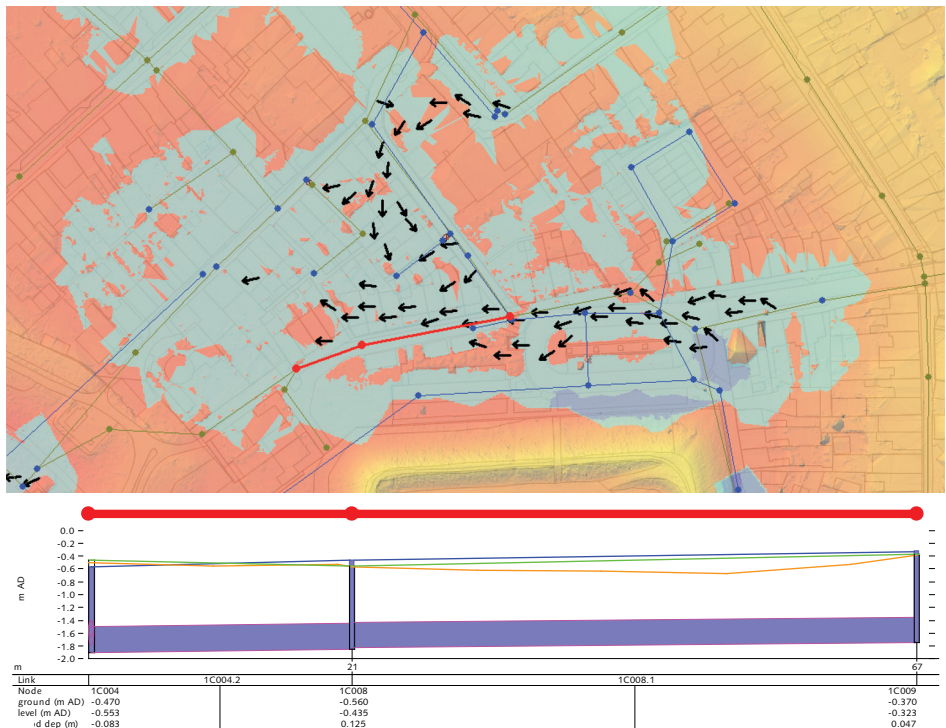 0.0
-0.2
-0.4
-0.6
-0.8
-1.0
-1.2
-1.4
-1.6
-1.8
-2.0
m AD
m 21 67
Link 1C004.2 1C008.1
Node 1C004 1C008 1C009
ground (m AD) -0.470 -0.560 -0.370
level (m AD) -0.553 -0.435 -0.323
dep (m) -0.083 0.125 0.047